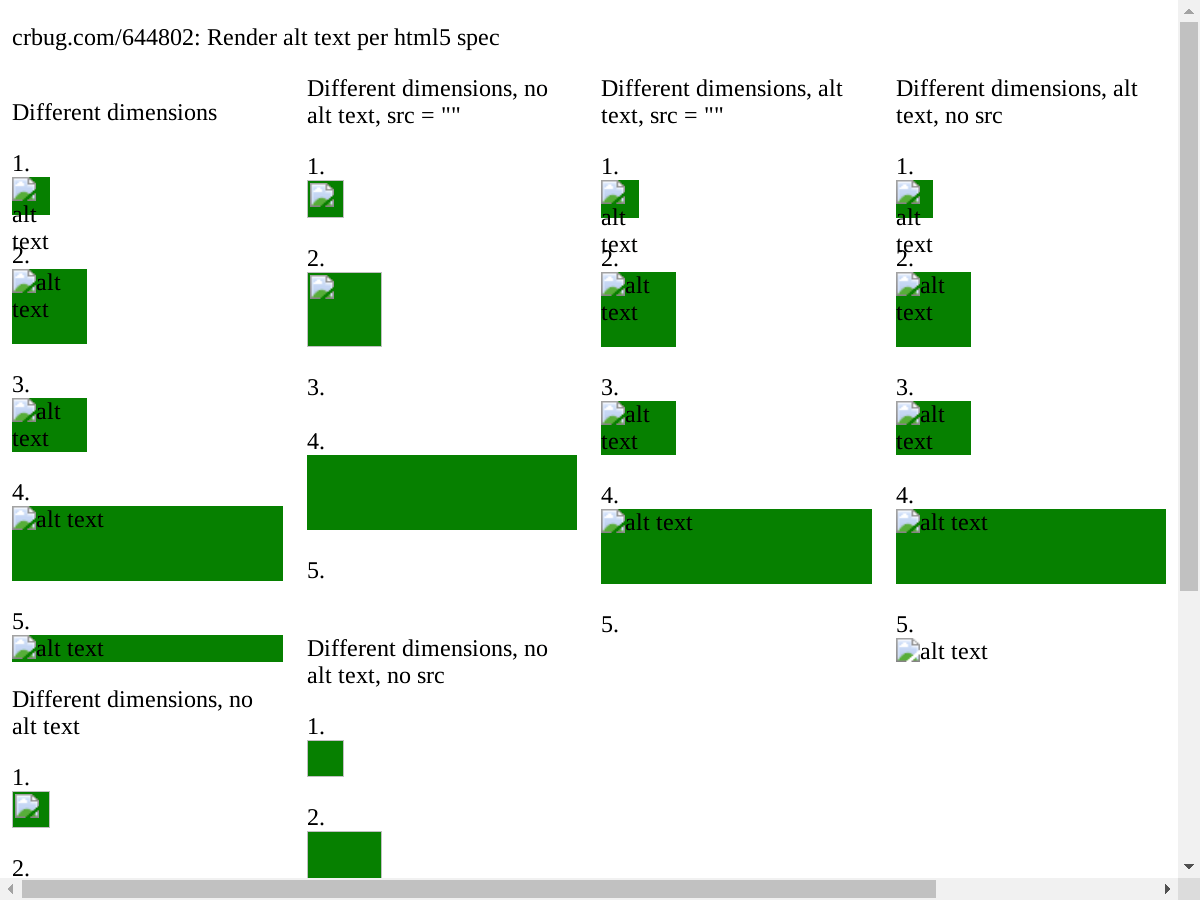 crbug.com/644802: Render alt text per html5 spec
Different dimensions
1.
alt
text
2.
alt
text
3.
alt
text
4.
alt text
5.
alt text
Different dimensions, no
alt text
1.
2.
Different dimensions, no
alt text, src = ""
1.
2.
3.
4.
5.
Different dimensions, no
alt text, no src
1.
2.
Different dimensions, alt
text, src = ""
1.
alt
text
2.
alt
text
3.
alt
text
4.
alt text
5.
Different dimensions, alt
text, no src
1.
alt
text
2.
alt
text
3.
alt
text
4.
alt text
5.
alt text